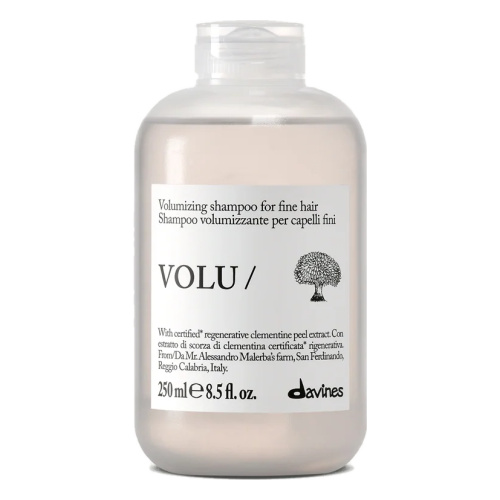 Volumizing shampoo for fine hair
Shampoo volumizzante per capelli fini
VOLU /
With certified* regenerative clementine peel extract. Con
estratto di scorza di clementina certificata* rigenerativa.
From/Da Mr. Alessandro Malerba's farm, San Ferdinando,
Reggio Calabria, Italy.
250 ml ℮ 8.5 fl. oz.
davines